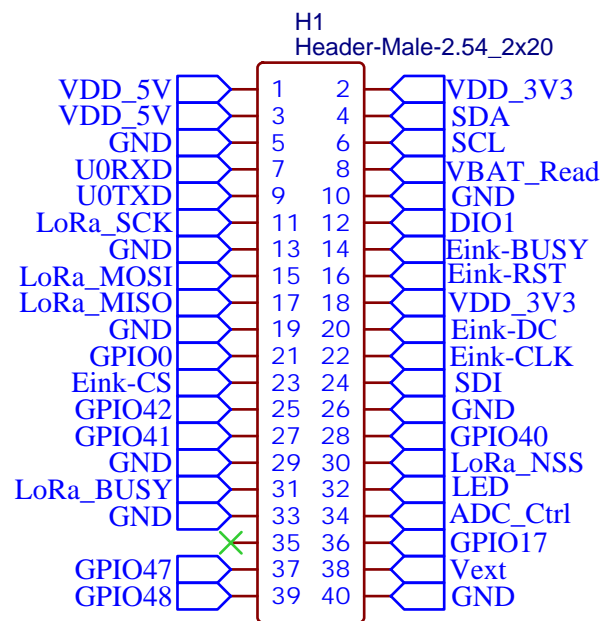 H1
Header-Male-2.54_2x20
VDD_5V 1 2 VDD_3V3
VDD_5V 3 4 SDA
GND 5 6 SCL
U0RXD 7 8 VBAT_Read
U0TXD 9 10 GND
LoRa_SCK 11 12 DIO1
GND 13 14 Eink-BUSY
LoRa_MOSI 15 16 Eink-RST
LoRa_MISO 17 18 VDD_3V3
GND 19 20 Eink-DC
GPIO0 21 22 Eink-CLK
Eink-CS 23 24 SDI
GPIO42 25 26 GND
GPIO41 27 28 GPIO40
GND 29 30 LoRa_NSS
LoRa_BUSY 31 32 LED
GND 33 34 ADC_Ctrl
35 36 GPIO17
GPIO47 37 38 Vext
GPIO48 39 40 GND